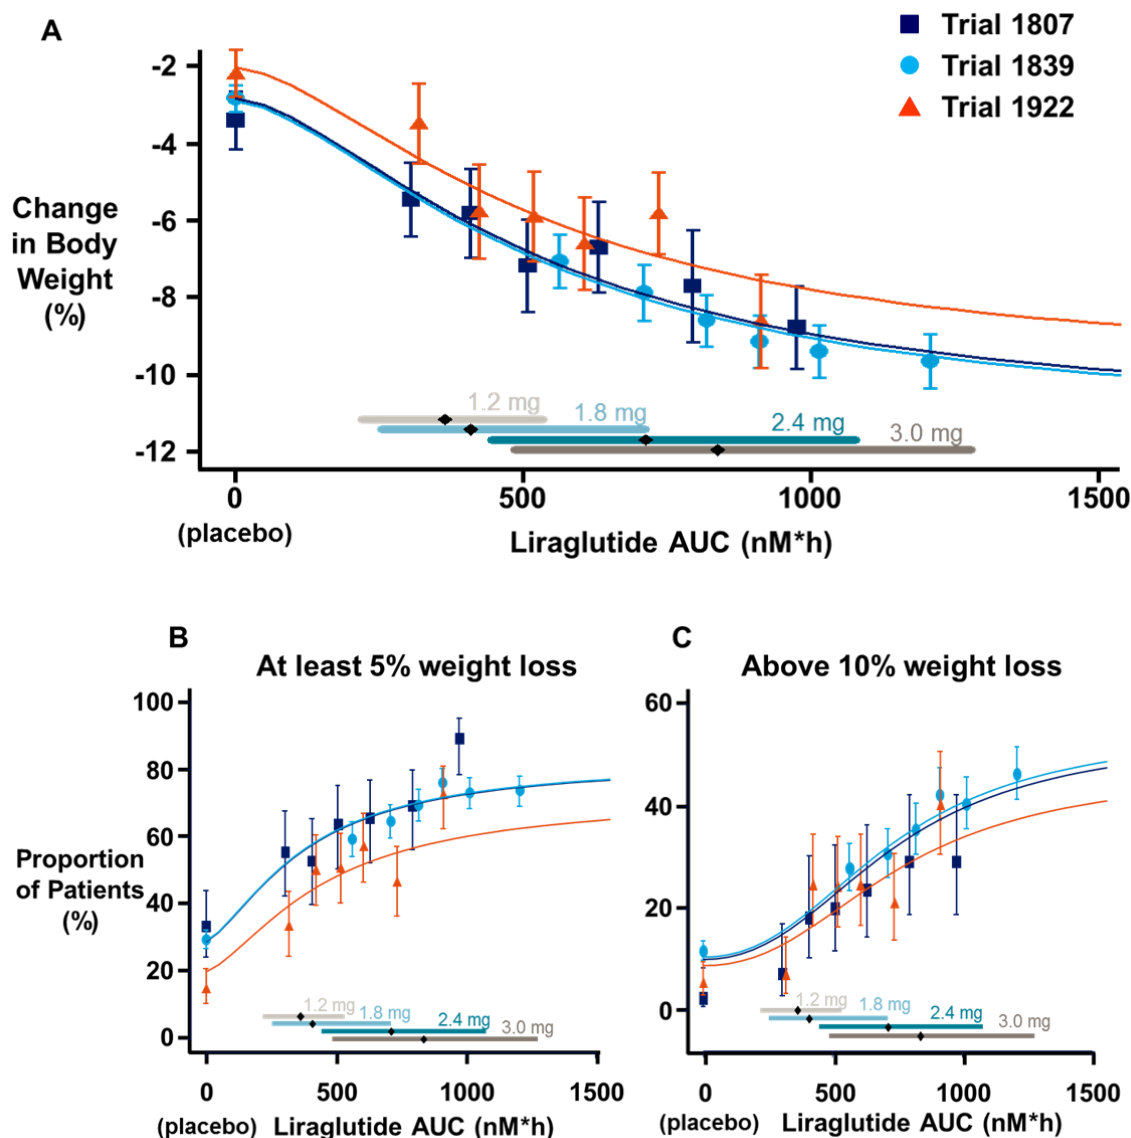 A
Trial 1807
Trial 1839
Trial 1922
Change
in Body
Weight
(%)
-2
-4
-6
-8
-10
-12
1.2 mg
1.8 mg
2.4 mg
3.0 mg
0
500
1000
1500
(placebo)
Liraglutide AUC (nM*h)
B
At least 5% weight loss
Proportion
of Patients
(%)
100
80
60
40
20
0
1.2 mg
1.8 mg
2.4 mg
3.0 mg
0
500
1000
1500
(placebo)
Liraglutide AUC (nM*h)
C
Above 10% weight loss
60
40
20
0
1.2 mg
1.8 mg
2.4 mg
3.0 mg
0
500
1000
1500
(placebo)
Liraglutide AUC (nM*h)